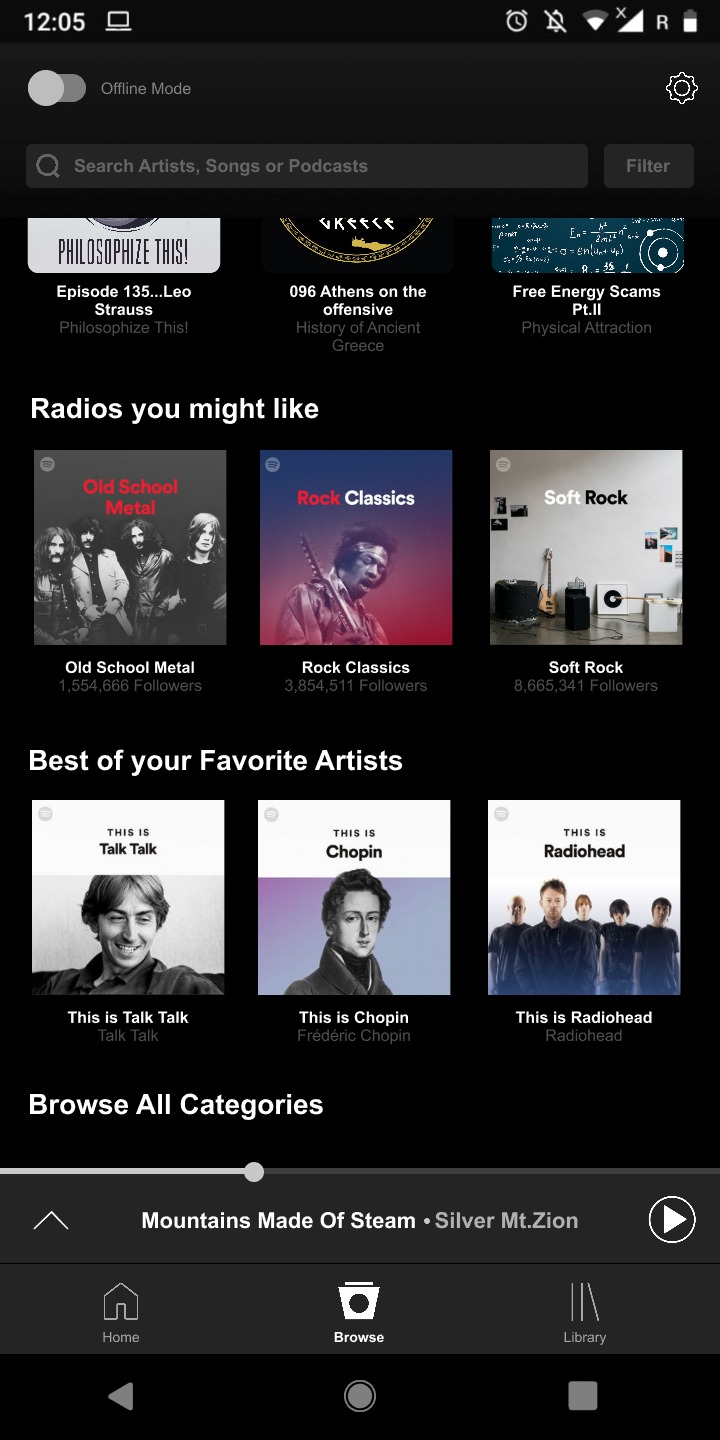 12:05
R
Offline Mode
Search Artists, Songs or Podcasts
Filter
PHILOSOPHIZE THIS!
GREECE
Episode 135...Leo
Strauss
Philosophize This!
096 Athens on the
offensive
History of Ancient
Greece
Free Energy Scams
Pt.II
Physical Attraction
Radios you might like
Old School
Metal
Rock Classics
Soft Rock
Old School Metal
1,554,666 Followers
Rock Classics
3,854,511 Followers
Soft Rock
8,665,341 Followers
Best of your Favorite Artists
THIS IS
Talk Talk
THIS IS
Chopin
THIS IS
Radiohead
This is Talk Talk
Talk Talk
This is Chopin
Frédéric Chopin
This is Radiohead
Radiohead
Browse All Categories
Mountains Made Of Steam • Silver Mt.Zion
Home
Browse
Library